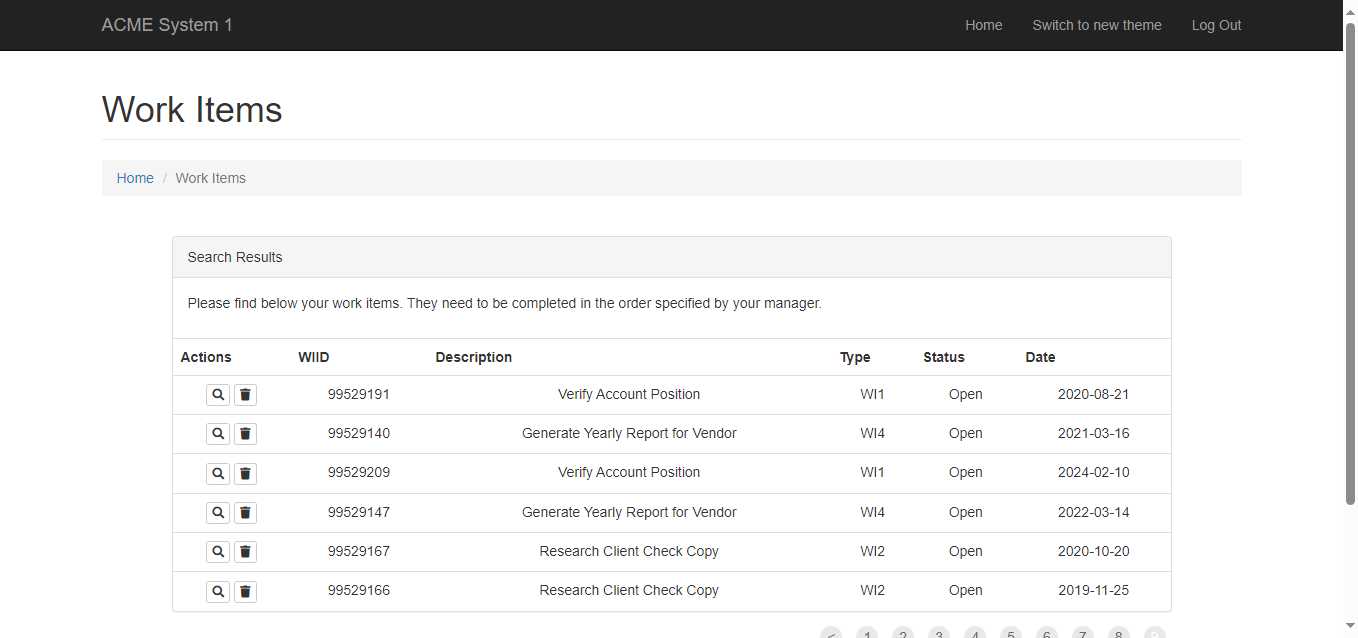 ACME System 1 Home Switch to new theme Log Out
Work Items
Home / Work Items
Search Results
Please find below your work items. They need to be completed in the order specified by your manager.
Actions WIID Description Type Status Date
99529191 Verify Account Position WI1 Open 2020-08-21
99529140 Generate Yearly Report for Vendor WI4 Open 2021-03-16
99529209 Verify Account Position WI1 Open 2024-02-10
99529147 Generate Yearly Report for Vendor WI4 Open 2022-03-14
99529167 Research Client Check Copy WI2 Open 2020-10-20
99529166 Research Client Check Copy WI2 Open 2019-11-25
< 1 2 3 4 5 6 7 8 9